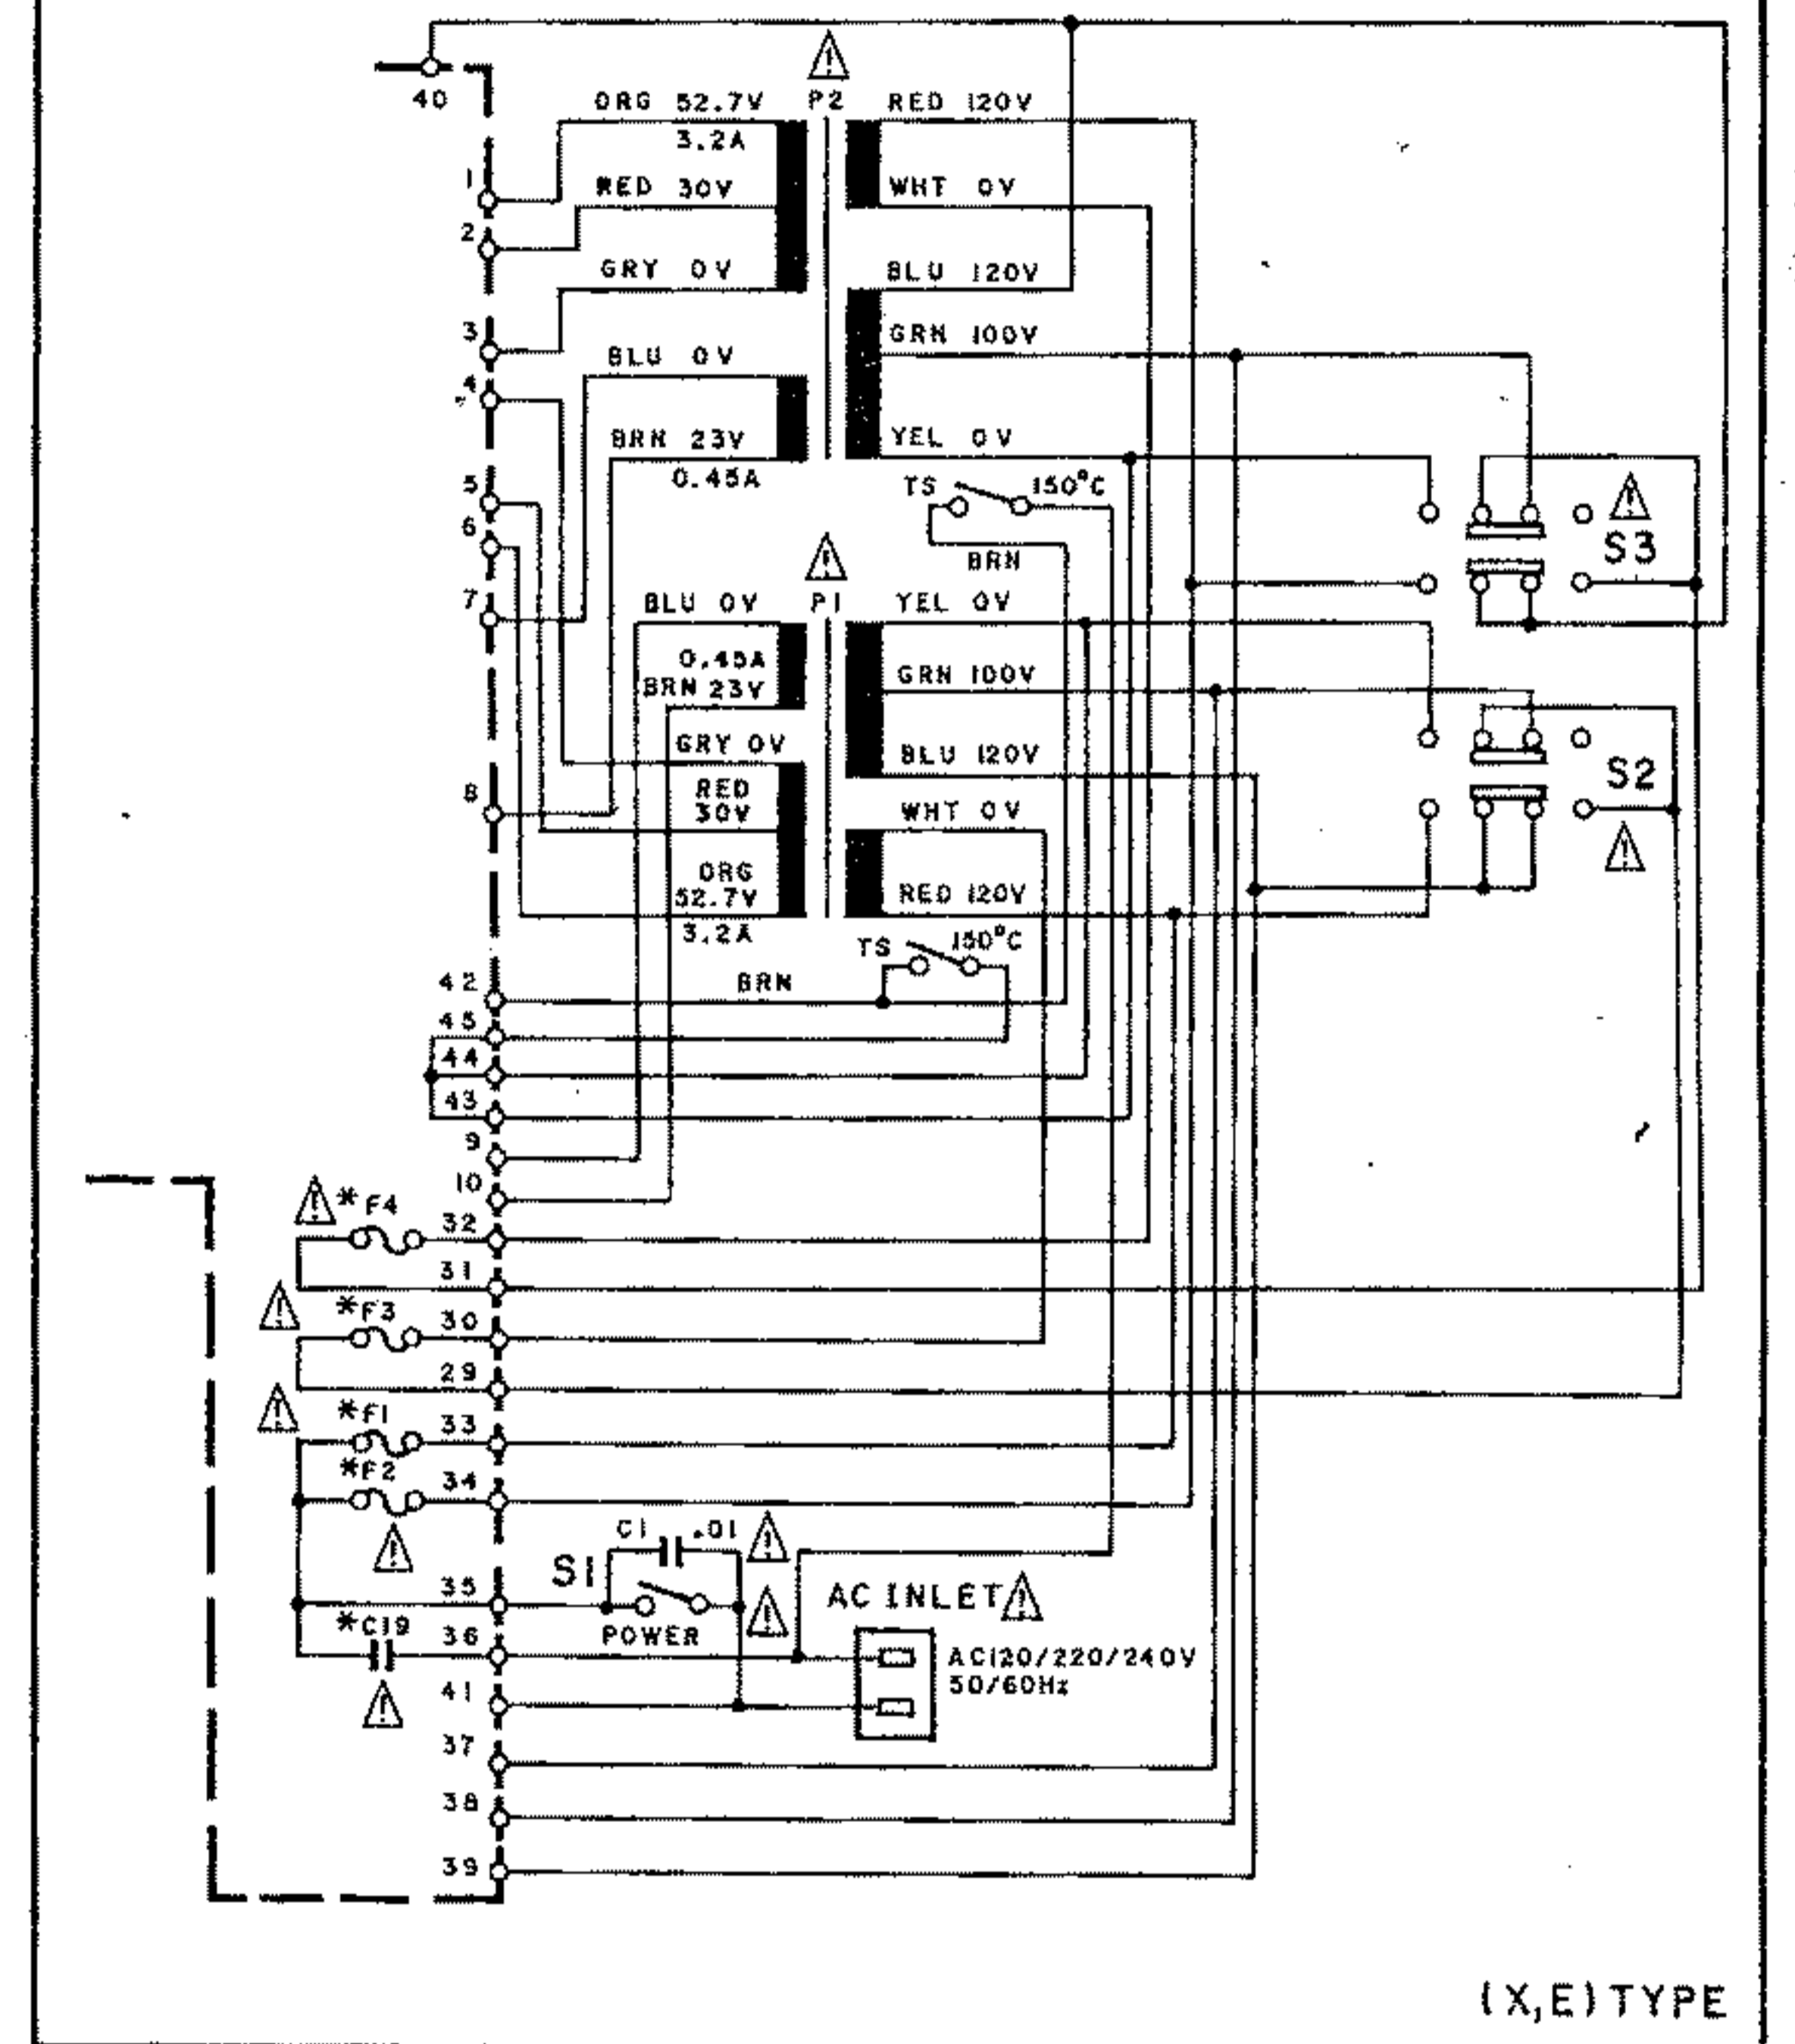 40
ORG 52.7V
P2
RED 120V
3.2A
1
RED 30V
WHT 0V
2
GRY 0V
BLU 120V
3
GRN 100V
BLU 0V
4
BRN 23V
YEL 0V
0.45A
TS
150°C
5
6
BRN
S3
7
BLU 0V
P1
YEL 0V
0.45A
BRN 23V
GRN 100V
GRY 0V
BLU 120V
S2
8
RED
30V
WHT 0V
ORG
52.7V
RED 120V
3.2A
TS
150°C
42
BRN
45
44
43
9
10
*F4
32
31
*F3
30
29
*F1
33
*F2
34
C1 .01
S1
35
AC INLET
*C19
36
POWER
AC120/220/240V
50/60Hz
41
37
38
39
(X,E) TYPE